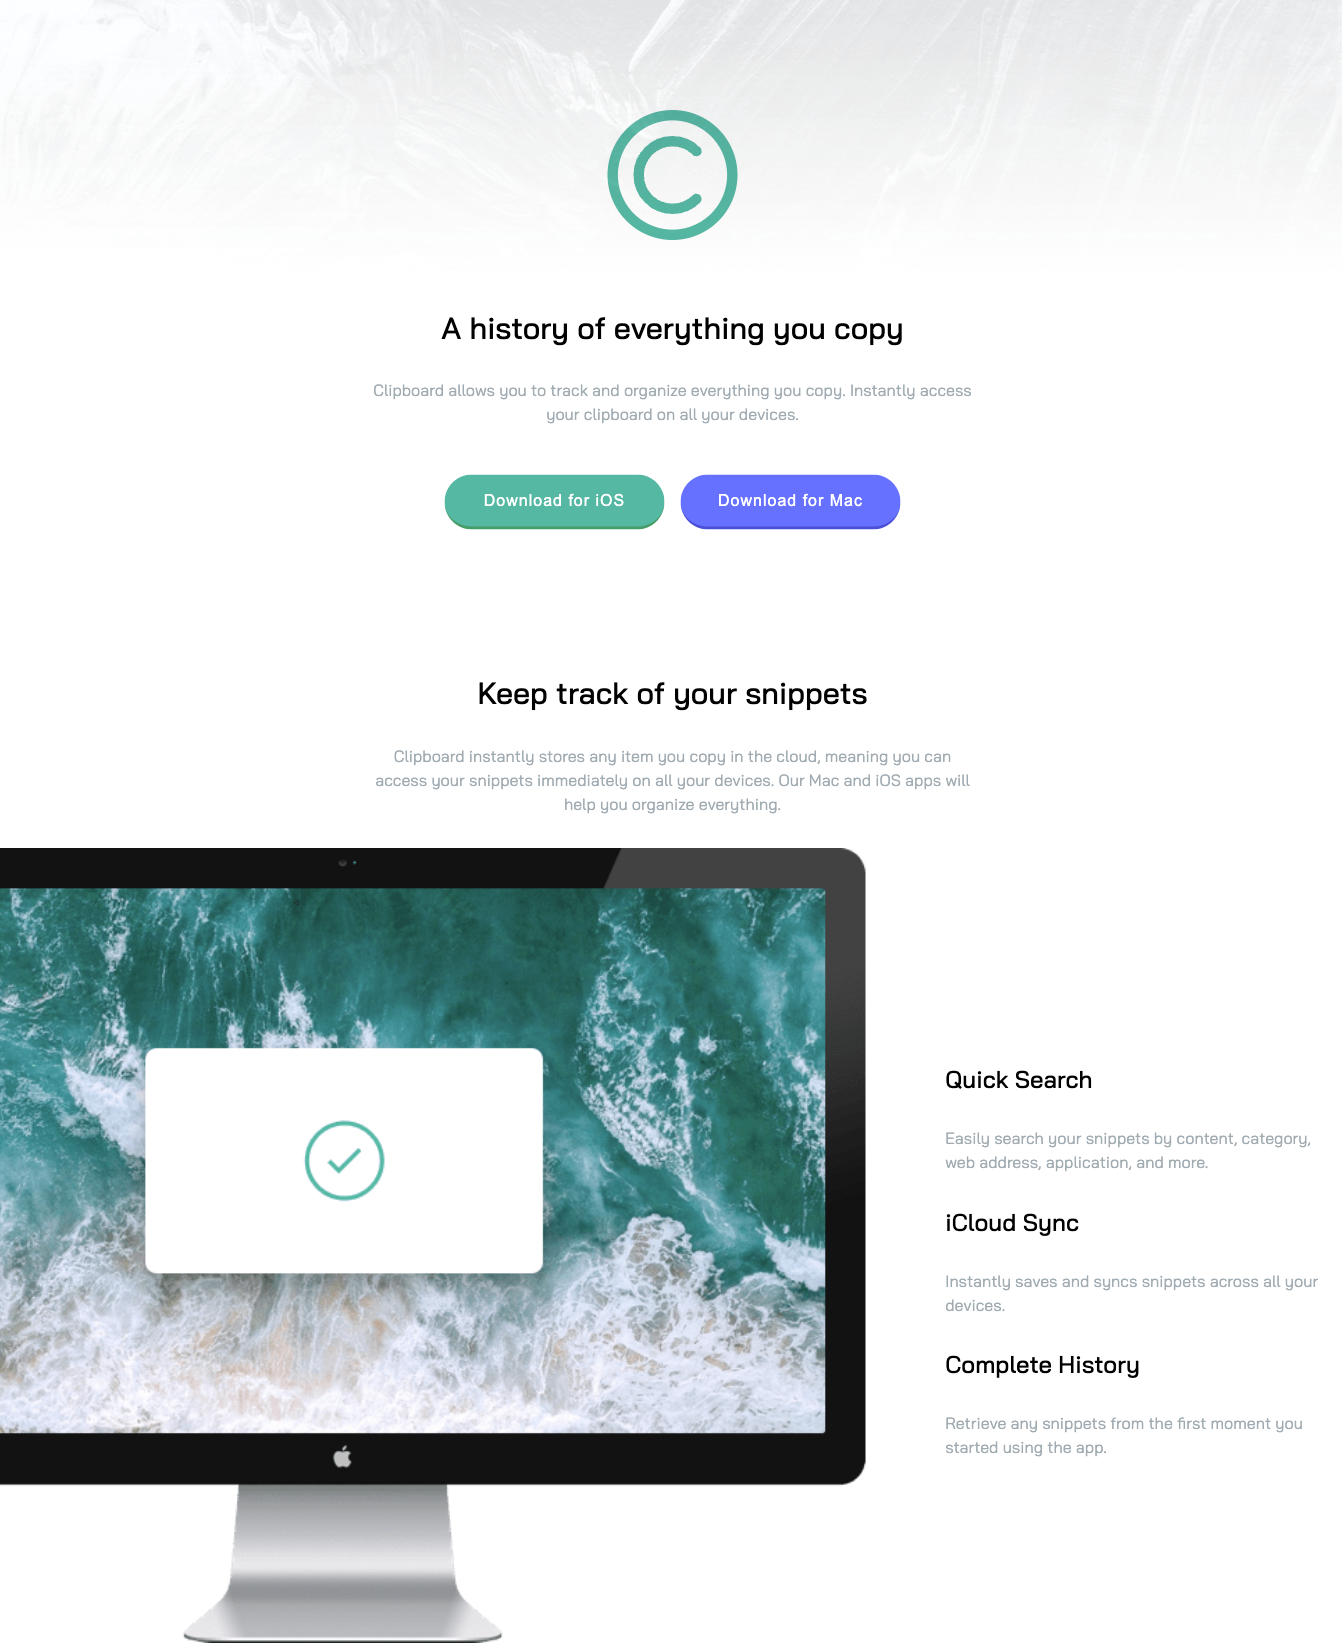 A history of everything you copy
Clipboard allows you to track and organize everything you copy. Instantly access
your clipboard on all your devices.
Download for iOS
Download for Mac
Keep track of your snippets
Clipboard instantly stores any item you copy in the cloud, meaning you can
access your snippets immediately on all your devices. Our Mac and iOS apps will
help you organize everything.
Quick Search
Easily search your snippets by content, category,
web address, application, and more.
iCloud Sync
Instantly saves and syncs snippets across all your
devices.
Complete History
Retrieve any snippets from the first moment you
started using the app.